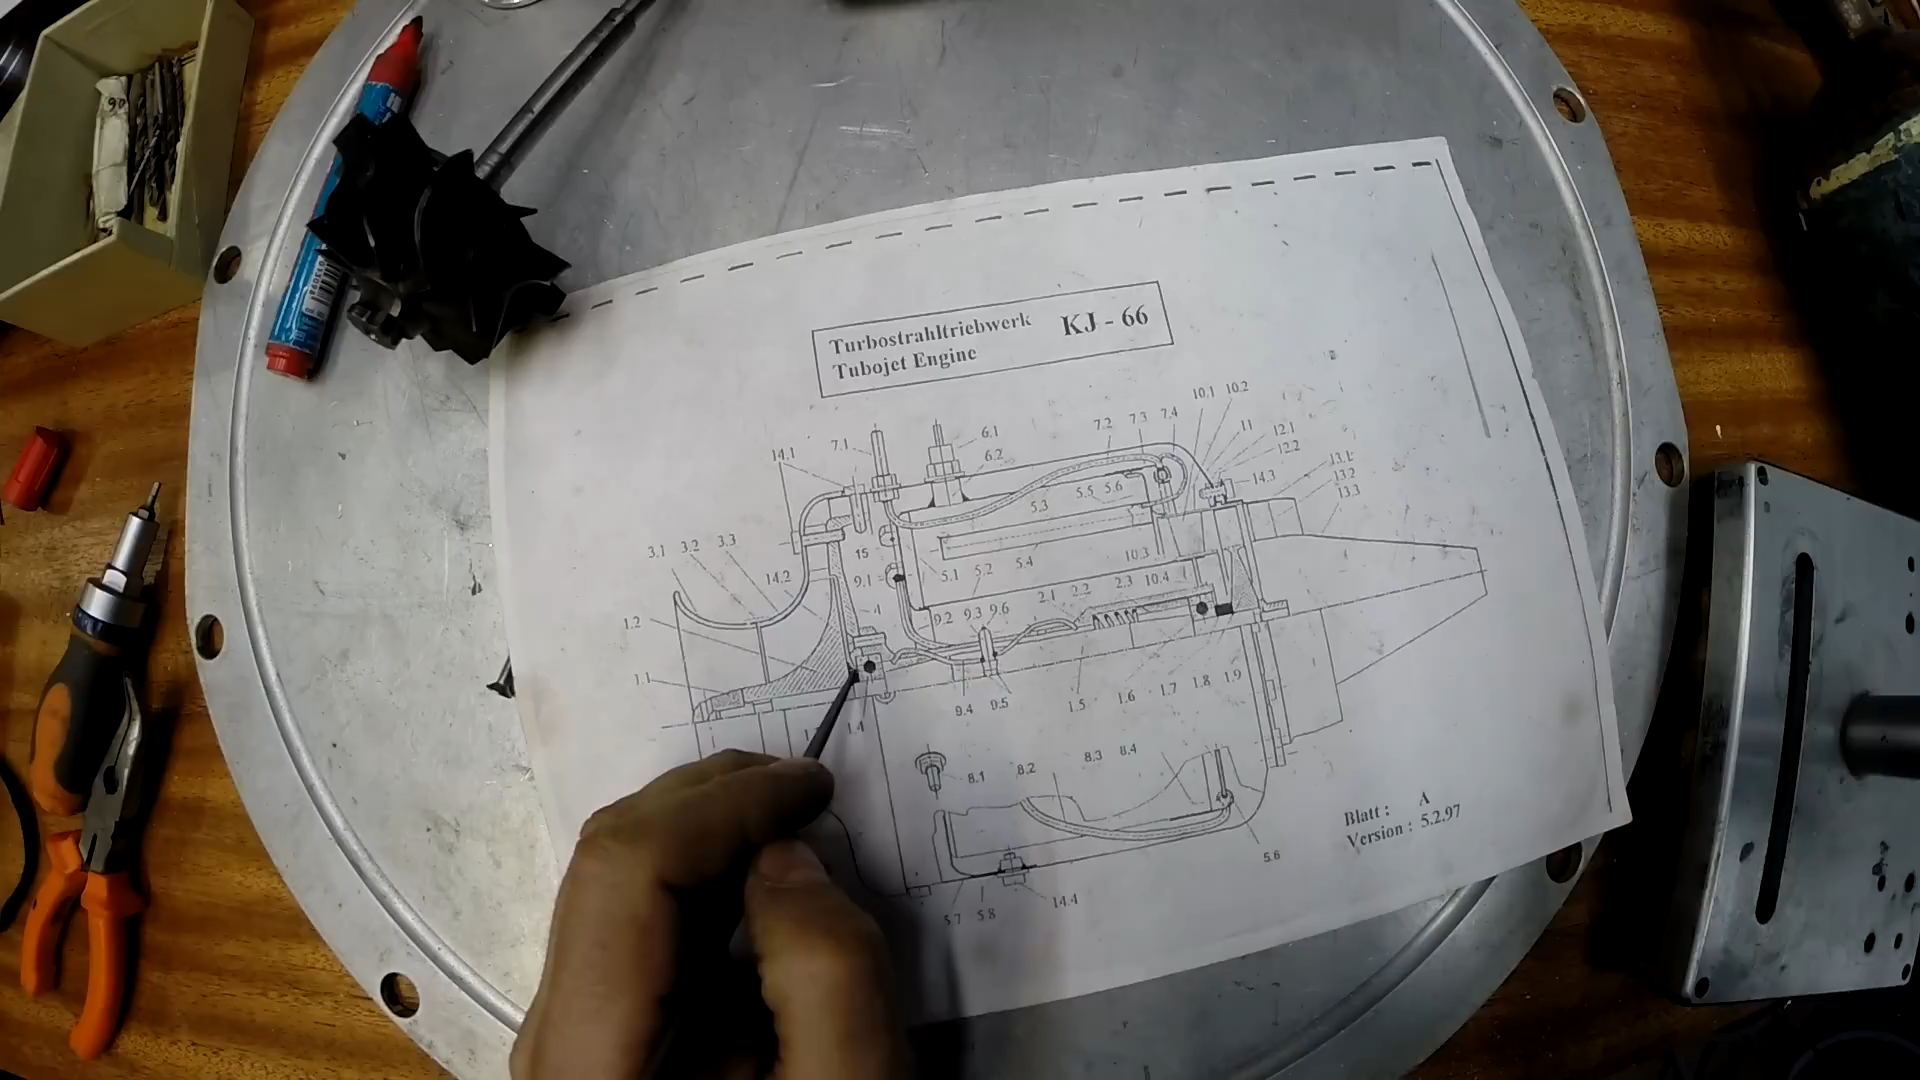 90
Turbostrahltriebwerk KJ - 66
Tubojet Engine
10.1 10.2
7.2 7.3 7.4
11 12.1
12.2
6.1
7.1
14.1
6.2
13.1
13.2
13.3
14.3
5.5 5.6
5.3
3.1 3.2 3.3
15
14.2
9.1
5.1 5.2 5.4
10.3
2.1 2.2 2.3 10.4
4
9.2 9.3 9.6
1.2
1.1
1.4
9.4 9.5
1.5 1.6 1.7 1.8 1.9
8.1 8.2 8.3 8.4
Blatt : A
Version : 5.2.97
5.6
5.7 5.8
14.4